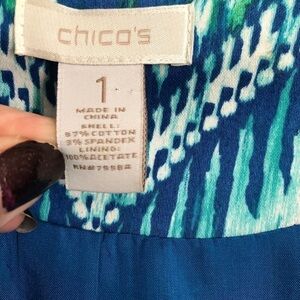 chico's
1
MADE IN
CHINA
SHELL:
97% COTTON
3% SPANDEX
LINING:
100% ACETATE